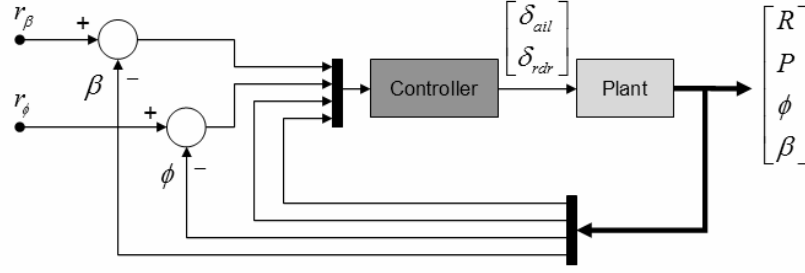 r_β + − β
r_ϕ + − ϕ
Controller
δ_ail
δ_rdr
Plant
R
P
ϕ
β